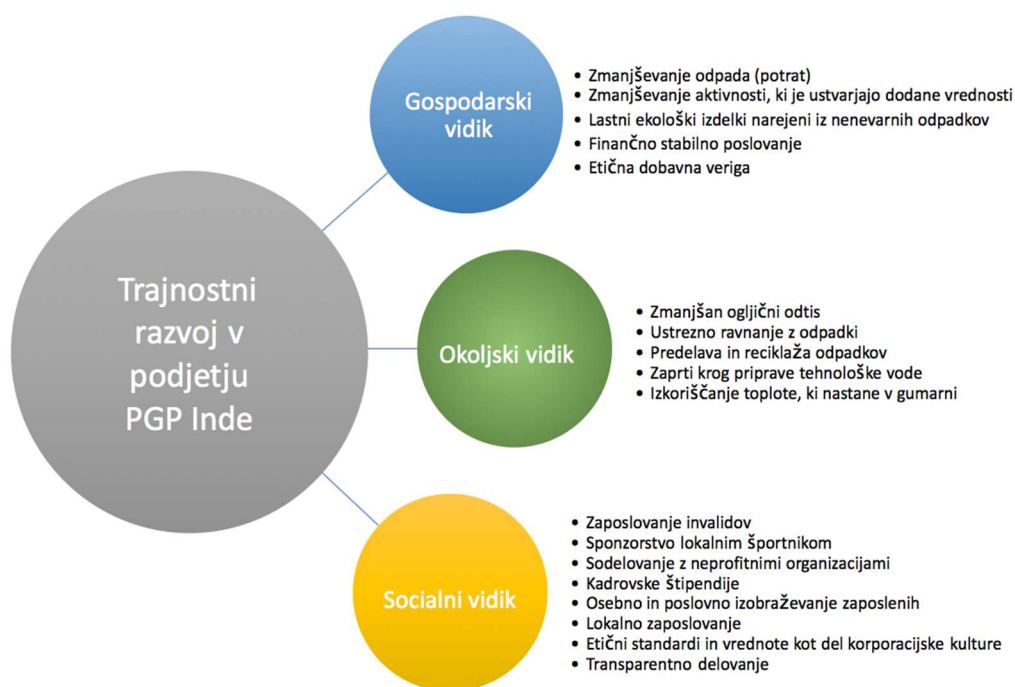 Trajnostni
razvoj v
podjetju
PGP Inde
Gospodarski
vidik
• Zmanjševanje odpada (potrat)
• Zmanjševanje aktivnosti, ki je ustvarjajo dodane vrednosti
• Lastni ekološki izdelki narejeni iz nenevarnih odpadkov
• Finančno stabilno poslovanje
• Etična dobavna veriga
Okoljski vidik
• Zmanjšan ogljični odtis
• Ustrezno ravnanje z odpadki
• Predelava in reciklaža odpadkov
• Zaprti krog priprave tehnološke vode
• Izkoriščanje toplote, ki nastane v gumarni
Socialni vidik
• Zaposlovanje invalidov
• Sponzorstvo lokalnim športnikom
• Sodelovanje z neprofitnimi organizacijami
• Kadrovske štipendije
• Osebno in poslovno izobraževanje zaposlenih
• Lokalno zaposlovanje
• Etični standardi in vrednote kot del korporacijske kulture
• Transparentno delovanje